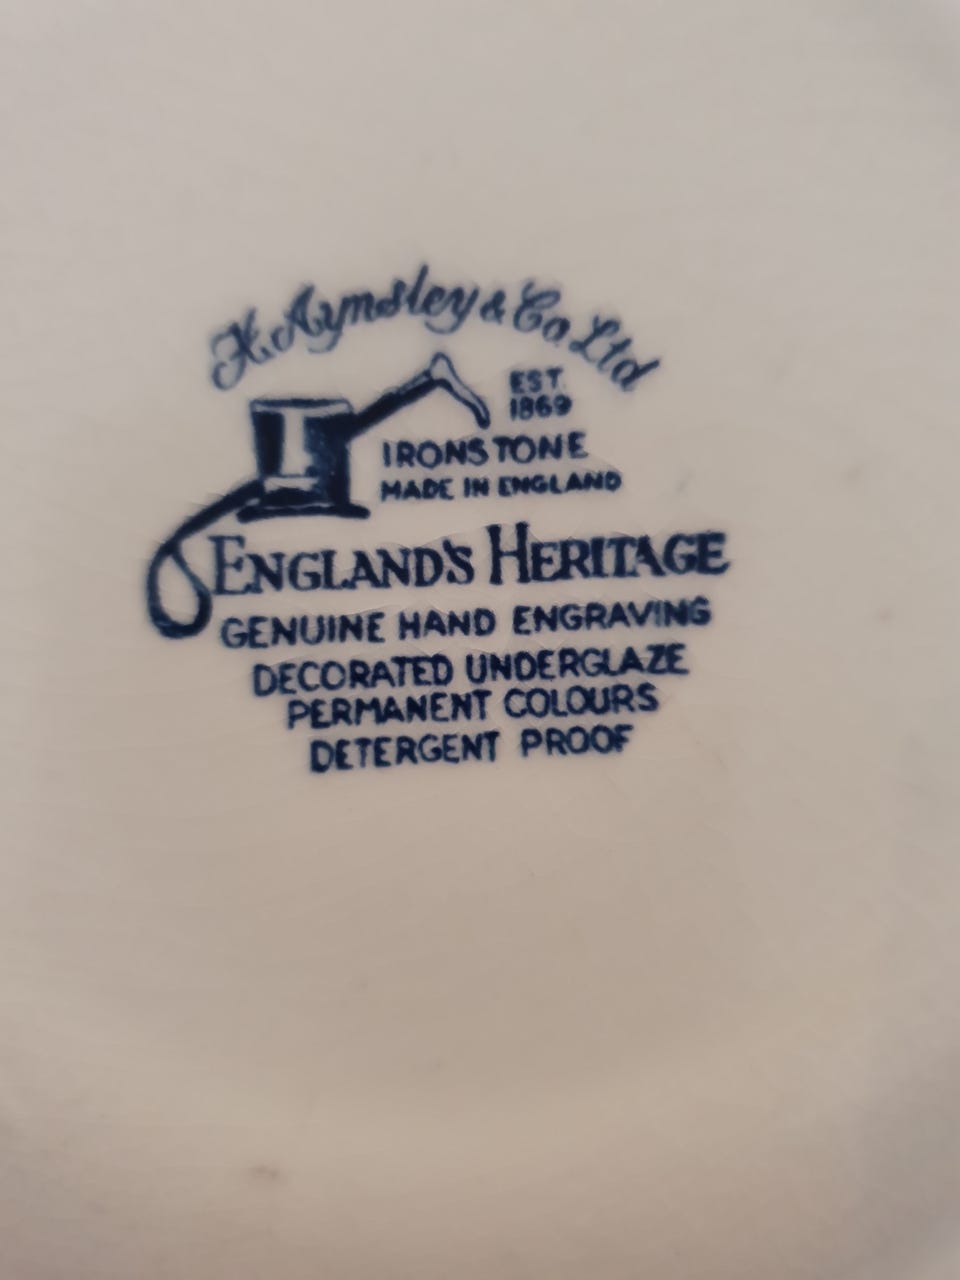 H. Aynsley & Co. Ltd
EST.
1869
IRONSTONE
MADE IN ENGLAND
ENGLAND'S HERITAGE
GENUINE HAND ENGRAVING
DECORATED UNDERGLAZE
PERMANENT COLOURS
DETERGENT PROOF